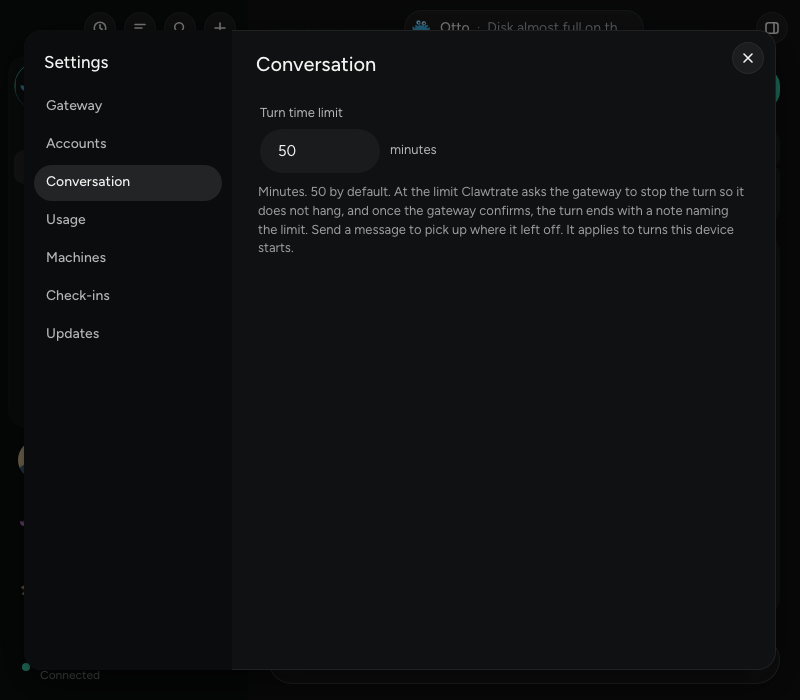 Otto · Disk almost full on th
Settings
Gateway
Accounts
Conversation
Usage
Machines
Check-ins
Updates
Conversation
Turn time limit
50 minutes
Minutes. 50 by default. At the limit Clawtrate asks the gateway to stop the turn so it
does not hang, and once the gateway confirms, the turn ends with a note naming
the limit. Send a message to pick up where it left off. It applies to turns this device
starts.
Connected